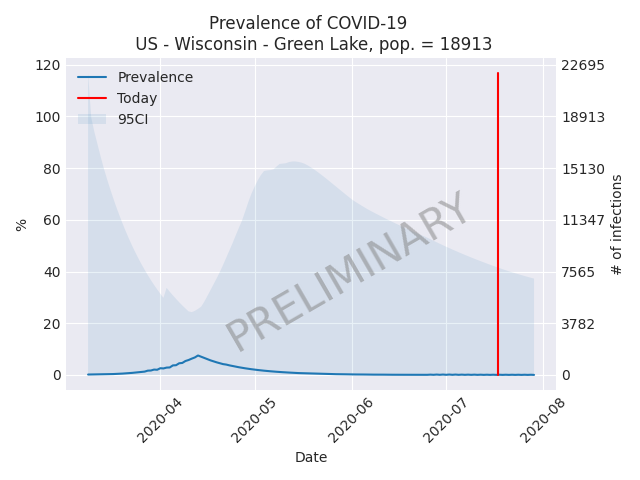 Prevalence of COVID-19
US - Wisconsin - Green Lake, pop. = 18913
Prevalence
Today
95CI
120
100
80
60
40
20
0
%
22695
18913
15130
11347
7565
3782
0
# of infections
PRELIMINARY
2020-04
2020-05
2020-06
2020-07
2020-08
Date